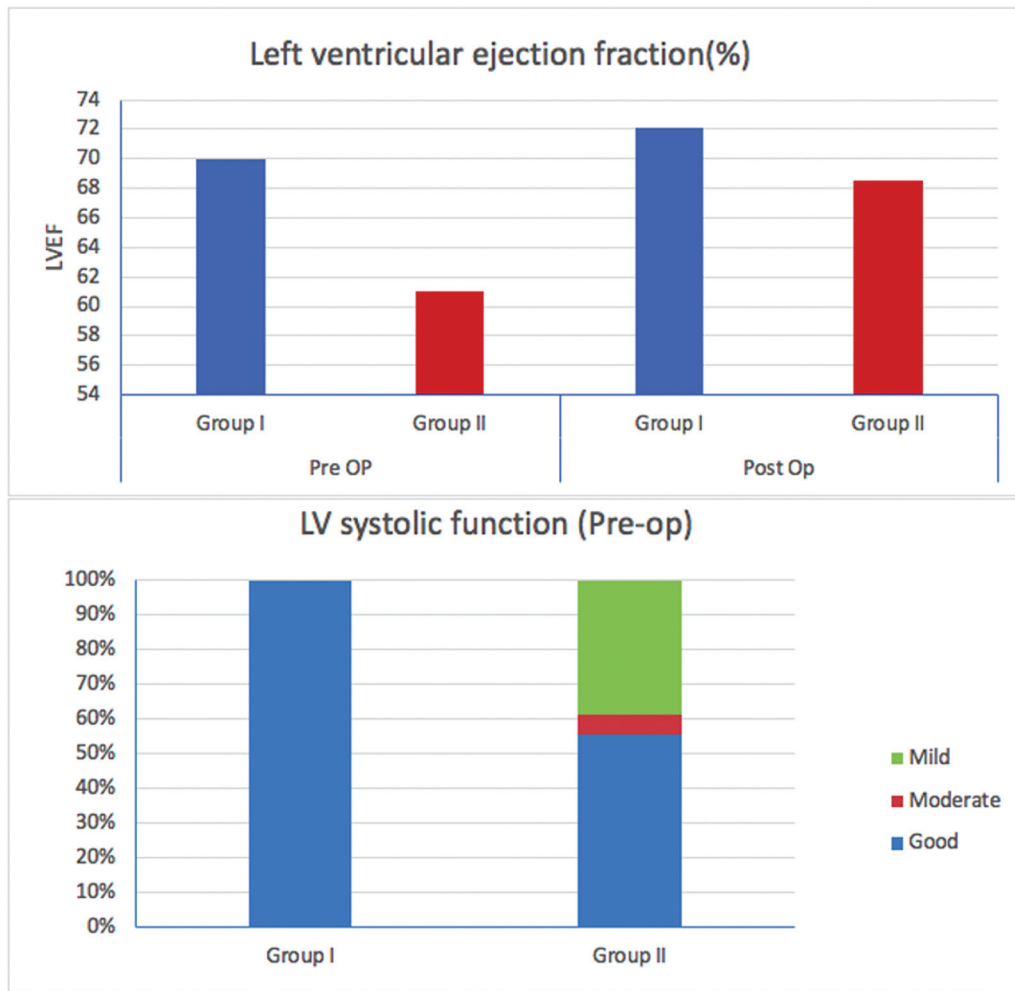 Left ventricular ejection fraction(%)
LVEF
74
72
70
68
66
64
62
60
58
56
54
Group I
Group II
Group I
Group II
Pre OP
Post Op
LV systolic function (Pre-op)
100%
90%
80%
70%
60%
50%
40%
30%
20%
10%
0%
Group I
Group II
Mild
Moderate
Good